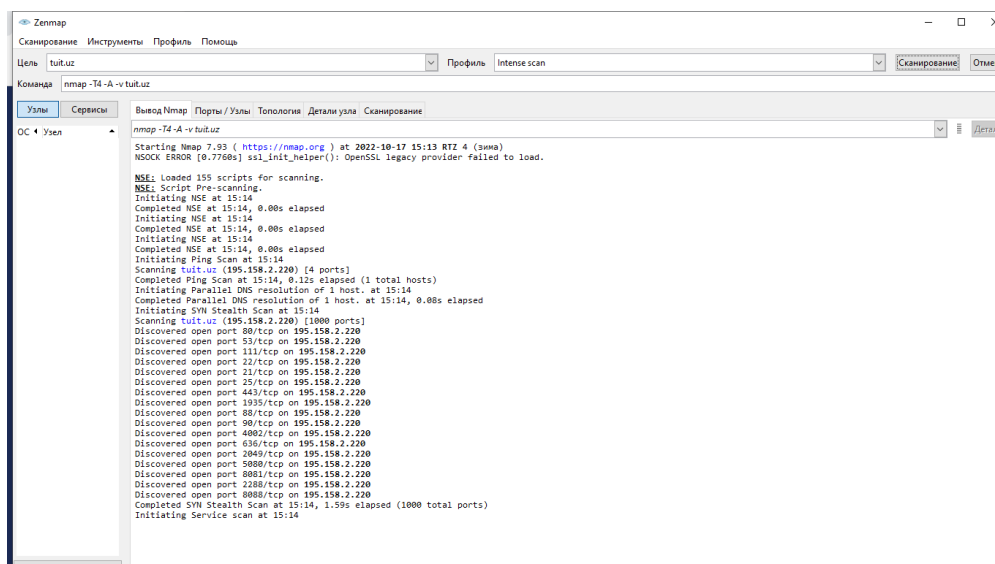 Zenmap
Сканирование Инструменты Профиль Помощь
Цель tuit.uz Профиль Intense scan Сканирование Отме
Команда nmap -T4 -A -v tuit.uz
Узлы Сервисы Вывод Nmap Порты / Узлы Топология Детали узла Сканирование
ОС Узел nmap -T4 -A -v tuit.uz Дета
Starting Nmap 7.93 ( https://nmap.org ) at 2022-10-17 15:13 RTZ 4 (зима)
NSOCK ERROR [0.7760s] ssl_init_helper(): OpenSSL legacy provider failed to load.
NSE: Loaded 155 scripts for scanning.
NSE: Script Pre-scanning.
Initiating NSE at 15:14
Completed NSE at 15:14, 0.00s elapsed
Initiating NSE at 15:14
Completed NSE at 15:14, 0.00s elapsed
Initiating NSE at 15:14
Completed NSE at 15:14, 0.00s elapsed
Initiating Ping Scan at 15:14
Scanning tuit.uz (195.158.2.220) [4 ports]
Completed Ping Scan at 15:14, 0.12s elapsed (1 total hosts)
Initiating Parallel DNS resolution of 1 host. at 15:14
Completed Parallel DNS resolution of 1 host. at 15:14, 0.08s elapsed
Initiating SYN Stealth Scan at 15:14
Scanning tuit.uz (195.158.2.220) [1000 ports]
Discovered open port 80/tcp on 195.158.2.220
Discovered open port 53/tcp on 195.158.2.220
Discovered open port 111/tcp on 195.158.2.220
Discovered open port 22/tcp on 195.158.2.220
Discovered open port 21/tcp on 195.158.2.220
Discovered open port 25/tcp on 195.158.2.220
Discovered open port 443/tcp on 195.158.2.220
Discovered open port 1935/tcp on 195.158.2.220
Discovered open port 88/tcp on 195.158.2.220
Discovered open port 90/tcp on 195.158.2.220
Discovered open port 4002/tcp on 195.158.2.220
Discovered open port 636/tcp on 195.158.2.220
Discovered open port 2049/tcp on 195.158.2.220
Discovered open port 5080/tcp on 195.158.2.220
Discovered open port 8081/tcp on 195.158.2.220
Discovered open port 2288/tcp on 195.158.2.220
Discovered open port 8088/tcp on 195.158.2.220
Completed SYN Stealth Scan at 15:14, 1.59s elapsed (1000 total ports)
Initiating Service scan at 15:14